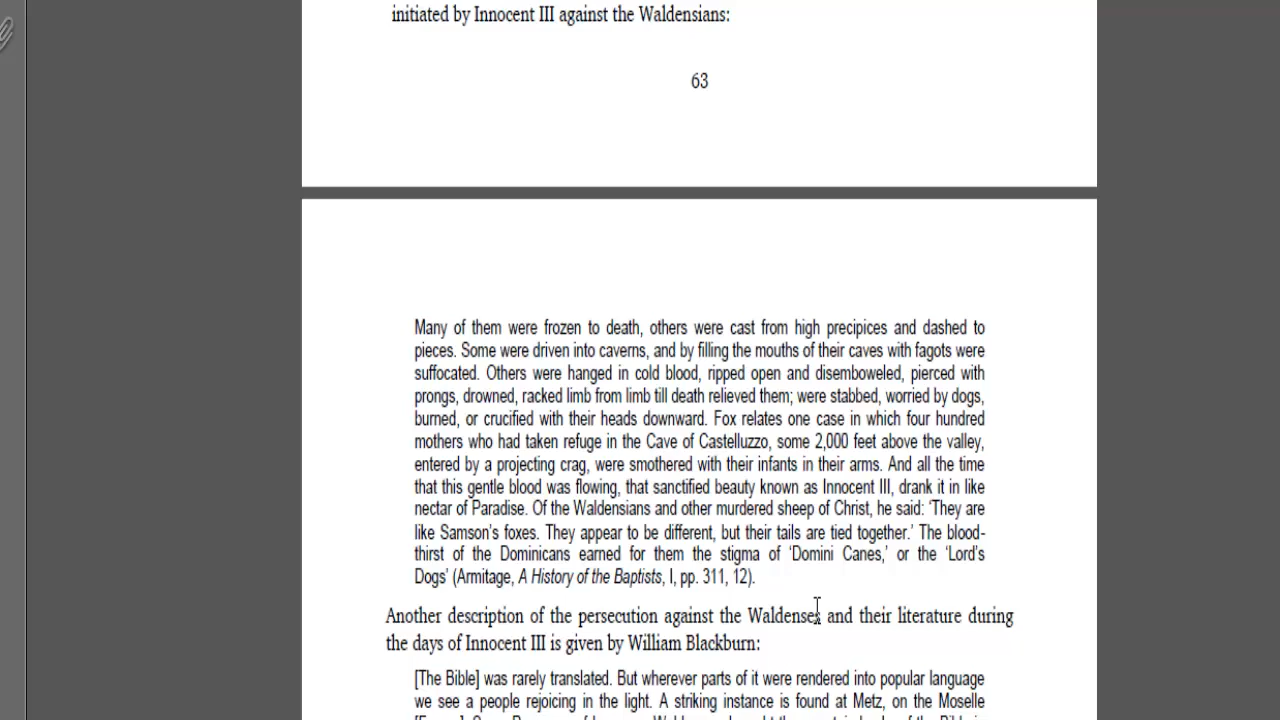 initiated by Innocent III against the Waldensians:
63
Many of them were frozen to death, others were cast from high precipices and dashed to
pieces. Some were driven into caverns, and by filling the mouths of their caves with fagots were
suffocated. Others were hanged in cold blood, ripped open and disemboweled, pierced with
prongs, drowned, racked limb from limb till death relieved them; were stabbed, worried by dogs,
burned, or crucified with their heads downward. Fox relates one case in which four hundred
mothers who had taken refuge in the Cave of Castelluzzo, some 2,000 feet above the valley,
entered by a projecting crag, were smothered with their infants in their arms. And all the time
that this gentle blood was flowing, that sanctified beauty known as Innocent III, drank it in like
nectar of Paradise. Of the Waldensians and other murdered sheep of Christ, he said: ‘They are
like Samson’s foxes. They appear to be different, but their tails are tied together.’ The blood-
thirst of the Dominicans earned for them the stigma of ‘Domini Canes,’ or the ‘Lord’s
Dogs’ (Armitage, A History of the Baptists, I, pp. 311, 12).
Another description of the persecution against the Waldenses and their literature during
the days of Innocent III is given by William Blackburn:
[The Bible] was rarely translated. But wherever parts of it were rendered into popular language
we see a people rejoicing in the light. A striking instance is found at Metz, on the Moselle